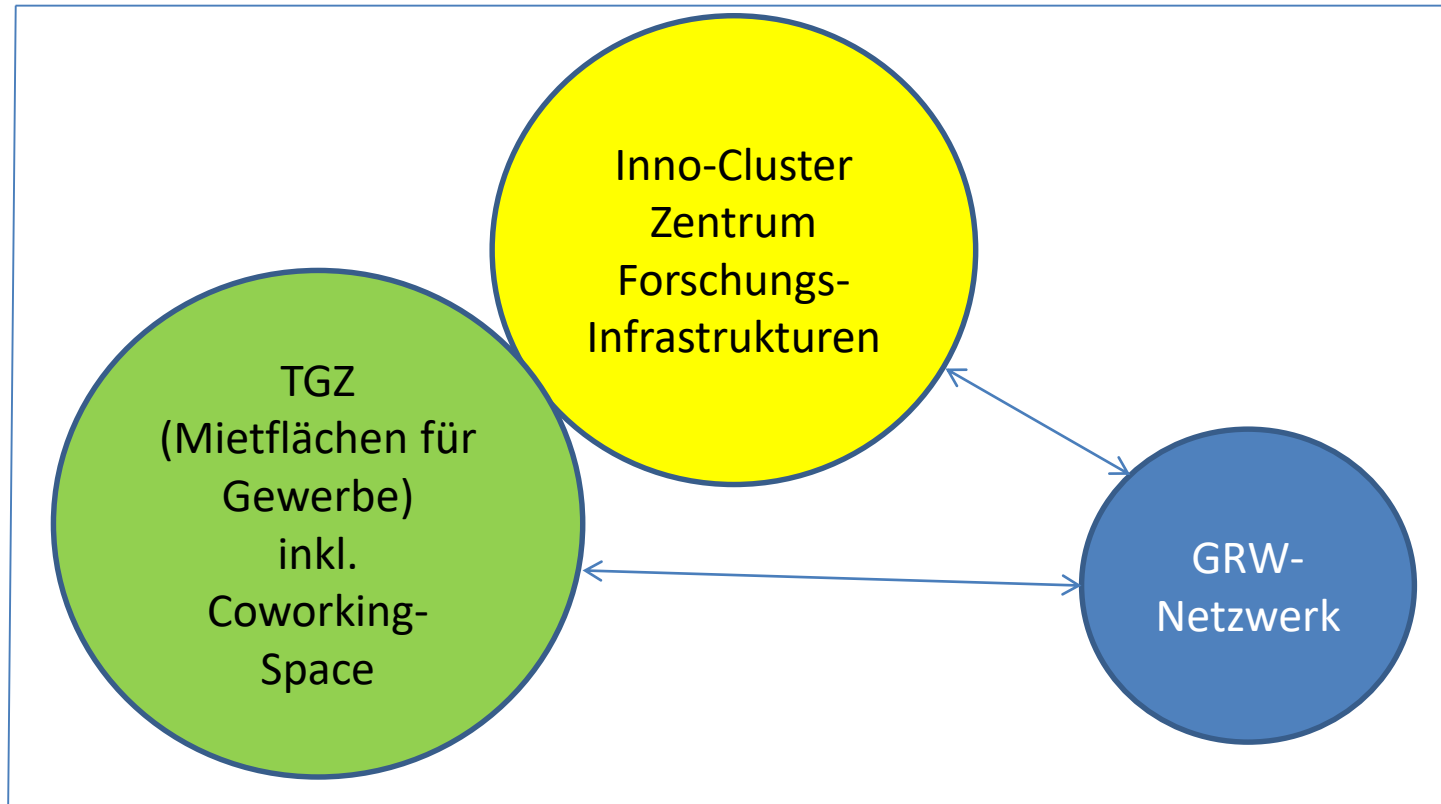 Inno-Cluster
Zentrum
Forschungs-
Infrastrukturen
TGZ
(Mietflächen für
Gewerbe)
inkl.
Coworking-
Space
GRW-
Netzwerk